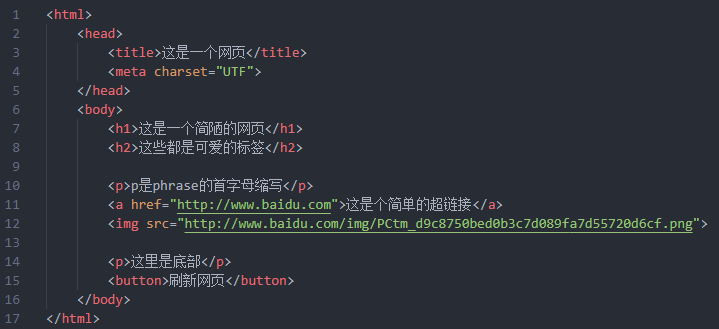 1 <html>
2 <head>
3 <title>这是一个网页</title>
4 <meta charset="UTF">
5 </head>
6 <body>
7 <h1>这是一个简陋的网页</h1>
8 <h2>这些都是可爱的标签</h2>
9
10 <p>p是phrase的首字母缩写</p>
11 <a href="http://www.baidu.com">这是个简单的超链接</a>
12 <img src="http://www.baidu.com/img/PCtm_d9c8750bed0b3c7d089fa7d55720d6cf.png">
13
14 <p>这里是底部</p>
15 <button>刷新网页</button>
16 </body>
17 </html>